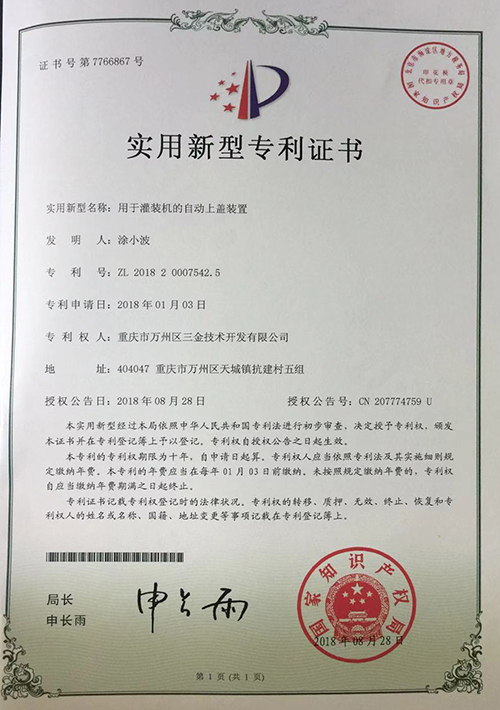 证书号第7766867号
实用新型专利证书
实用新型名称：用于灌装机的自动上盖装置
发明人：涂小波
专利号：ZL 2018 2 0007542.5
专利申请日：2018年01月03日
专利权人：重庆市万州区三金技术开发有限公司
地址：404047 重庆市万州区天城镇抗建村五组
授权公告日：2018年08月28日 授权公告号：CN 207774759 U
本实用新型经过本局依照中华人民共和国专利法进行初步审查，决定授予专利权，颁
发本证书并在专利登记簿上予以登记。专利权自授权公告之日起生效。
本专利的专利权期限为十年，自申请日起算。专利权人应当依照专利法及其实施细则规
定缴纳年费。本专利的年费应当在每年01月03日前缴纳。未按照规定缴纳年费的，专利权
自应当缴纳年费期满之日起终止。
专利证书记载专利权登记时的法律状况。专利权的转移、质押、无效、终止、恢复和专
利权人的姓名或名称、国籍、地址变更等事项记载在专利登记簿上。
局长
申长雨
申长雨
国家知识产权局
2018年08月28日
第1页(共1页)